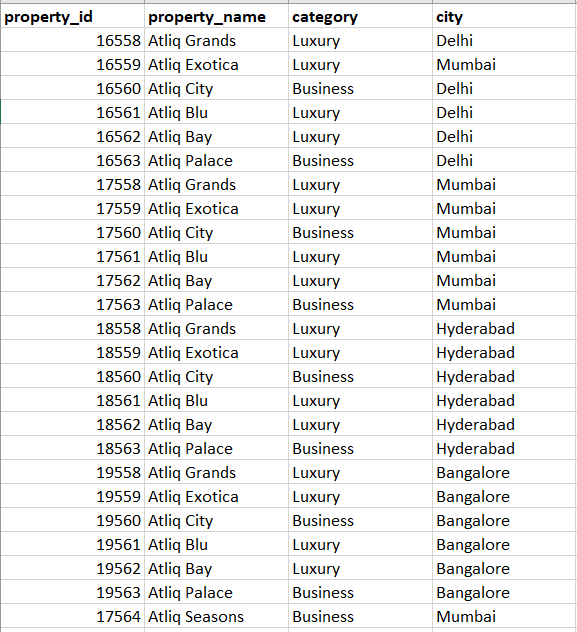 property_id property_name category city
16558 Atliq Grands Luxury Delhi
16559 Atliq Exotica Luxury Mumbai
16560 Atliq City Business Delhi
16561 Atliq Blu Luxury Delhi
16562 Atliq Bay Luxury Delhi
16563 Atliq Palace Business Delhi
17558 Atliq Grands Luxury Mumbai
17559 Atliq Exotica Luxury Mumbai
17560 Atliq City Business Mumbai
17561 Atliq Blu Luxury Mumbai
17562 Atliq Bay Luxury Mumbai
17563 Atliq Palace Business Mumbai
18558 Atliq Grands Luxury Hyderabad
18559 Atliq Exotica Luxury Hyderabad
18560 Atliq City Business Hyderabad
18561 Atliq Blu Luxury Hyderabad
18562 Atliq Bay Luxury Hyderabad
18563 Atliq Palace Business Hyderabad
19558 Atliq Grands Luxury Bangalore
19559 Atliq Exotica Luxury Bangalore
19560 Atliq City Business Bangalore
19561 Atliq Blu Luxury Bangalore
19562 Atliq Bay Luxury Bangalore
19563 Atliq Palace Business Bangalore
17564 Atliq Seasons Business Mumbai